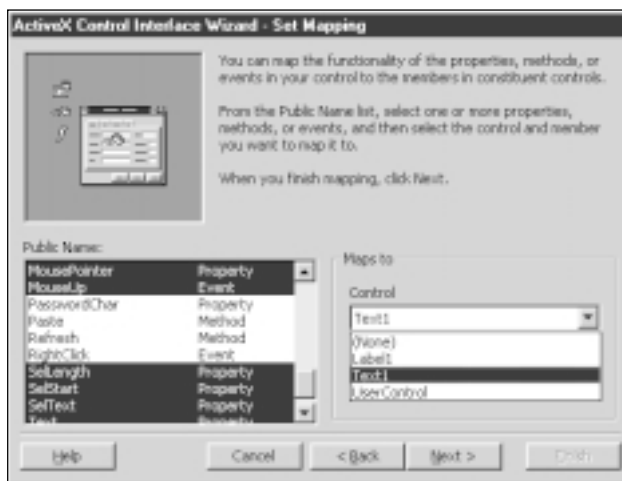 ActiveX Control Interface Wizard - Set Mapping
You can map the functionality of the properties, methods, or
events in your control to the members in constituent controls.
From the Public Name list, select one or more properties,
methods, or events, and then select the control and member
you want to map it to.
When you finish mapping, click Next.
Public Name:
MousePointer Property
MouseUp Event
PasswordChar Property
Paste Method
Refresh Method
RightClick Event
SelLength Property
SelStart Property
SelText Property
Text Property
Maps to
Control
Text1
(None)
Label1
Text1
UserControl
Help Cancel < Back Next > Finish